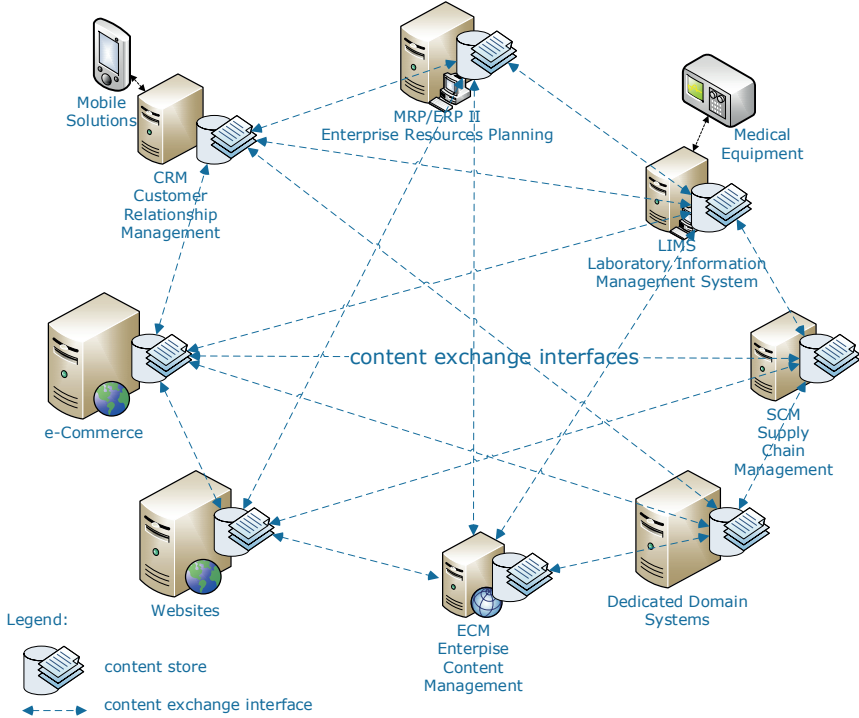 Mobile
Solutions
MRP/ERP II
Enterprise Resources Planning
Medical
Equipment
CRM
Customer
Relationship
Management
LIMS
Laboratory Information
Management System
content exchange interfaces
e-Commerce
SCM
Supply
Chain
Management
Websites
ECM
Enterpise
Content
Management
Dedicated Domain
Systems
Legend:
content store
content exchange interface